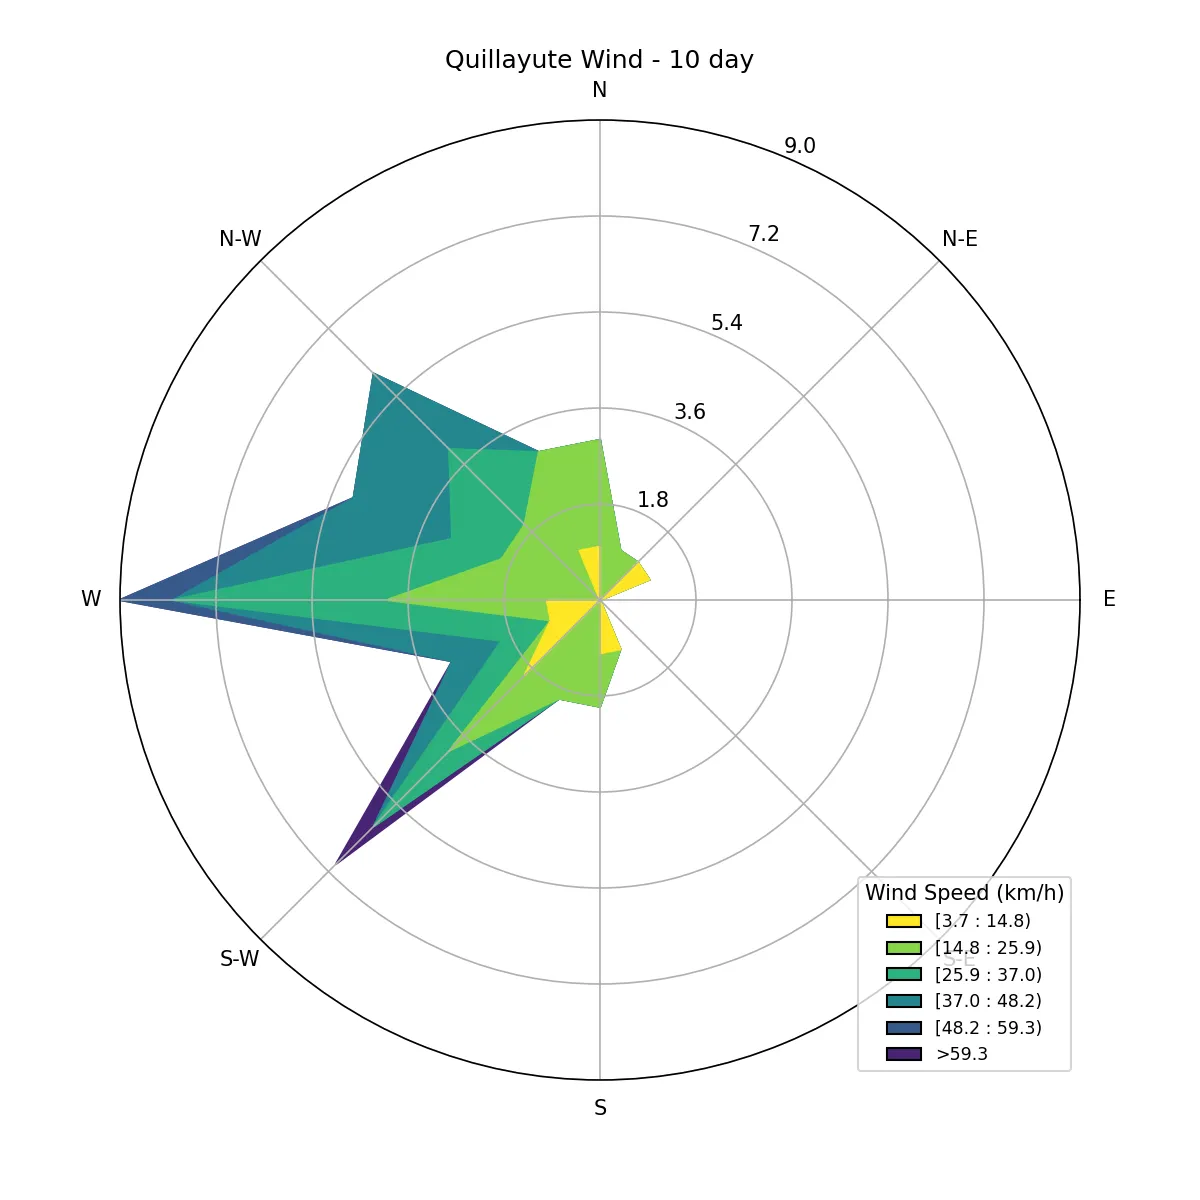 Quillayute Wind - 10 day
N
9.0
N-W
N-E
7.2
5.4
3.6
1.8
W
E
S-W
S-E
Wind Speed (km/h)
[3.7 : 14.8)
[14.8 : 25.9)
[25.9 : 37.0)
[37.0 : 48.2)
[48.2 : 59.3)
>59.3
S